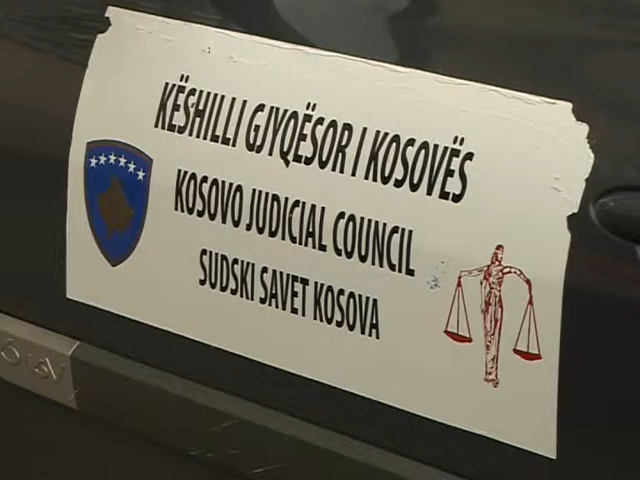 KËSHILLI GJYQËSOR I KOSOVËS
KOSOVO JUDICIAL COUNCIL
SUDSKI SAVET KOSOVA